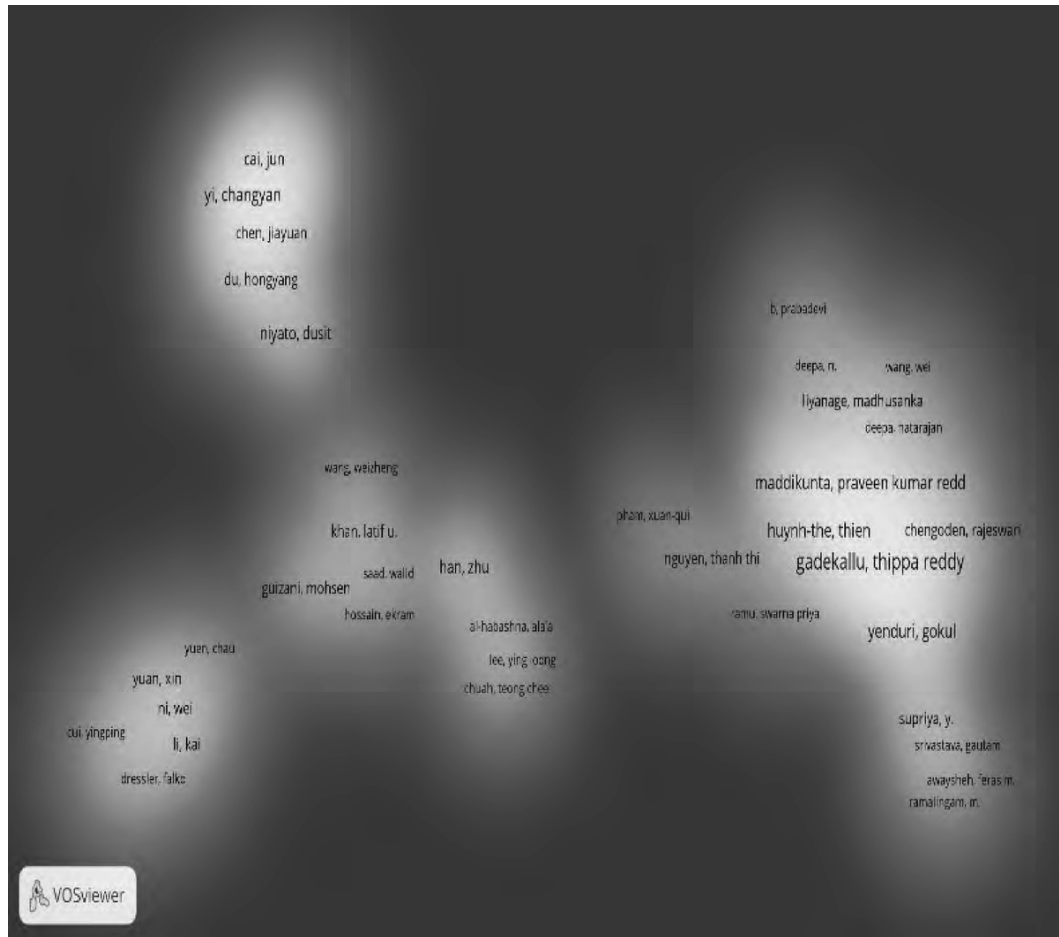 cai, jun
yi, changyan
chen, jiayuan
du, hongyang
niyato, dusit
b, prabadevi
deepa, n.
wang, wei
liyanage, madhusanka
deepa, natarajan
wang, weizheng
maddikunta, praveen kumar redd
pham, xuan-qui
khan, latif u.
huynh-the, thien
chengoden, rajeswari
nguyen, thanh thi
gadekallu, thippa reddy
saad, walid
han, zhu
guizani, mohsen
hossain, ekram
ramu, swarna priya
al-habashna, ala'a
yenduri, gokul
yuen, chau
lee, ying loong
yuan, xin
chuah, teong chee
ni, wei
supriya, y.
cui, yingping
li, kai
srivastava, gautam
dressler, falko
awaysheh, feras m.
ramalingam, m.
VOSviewer